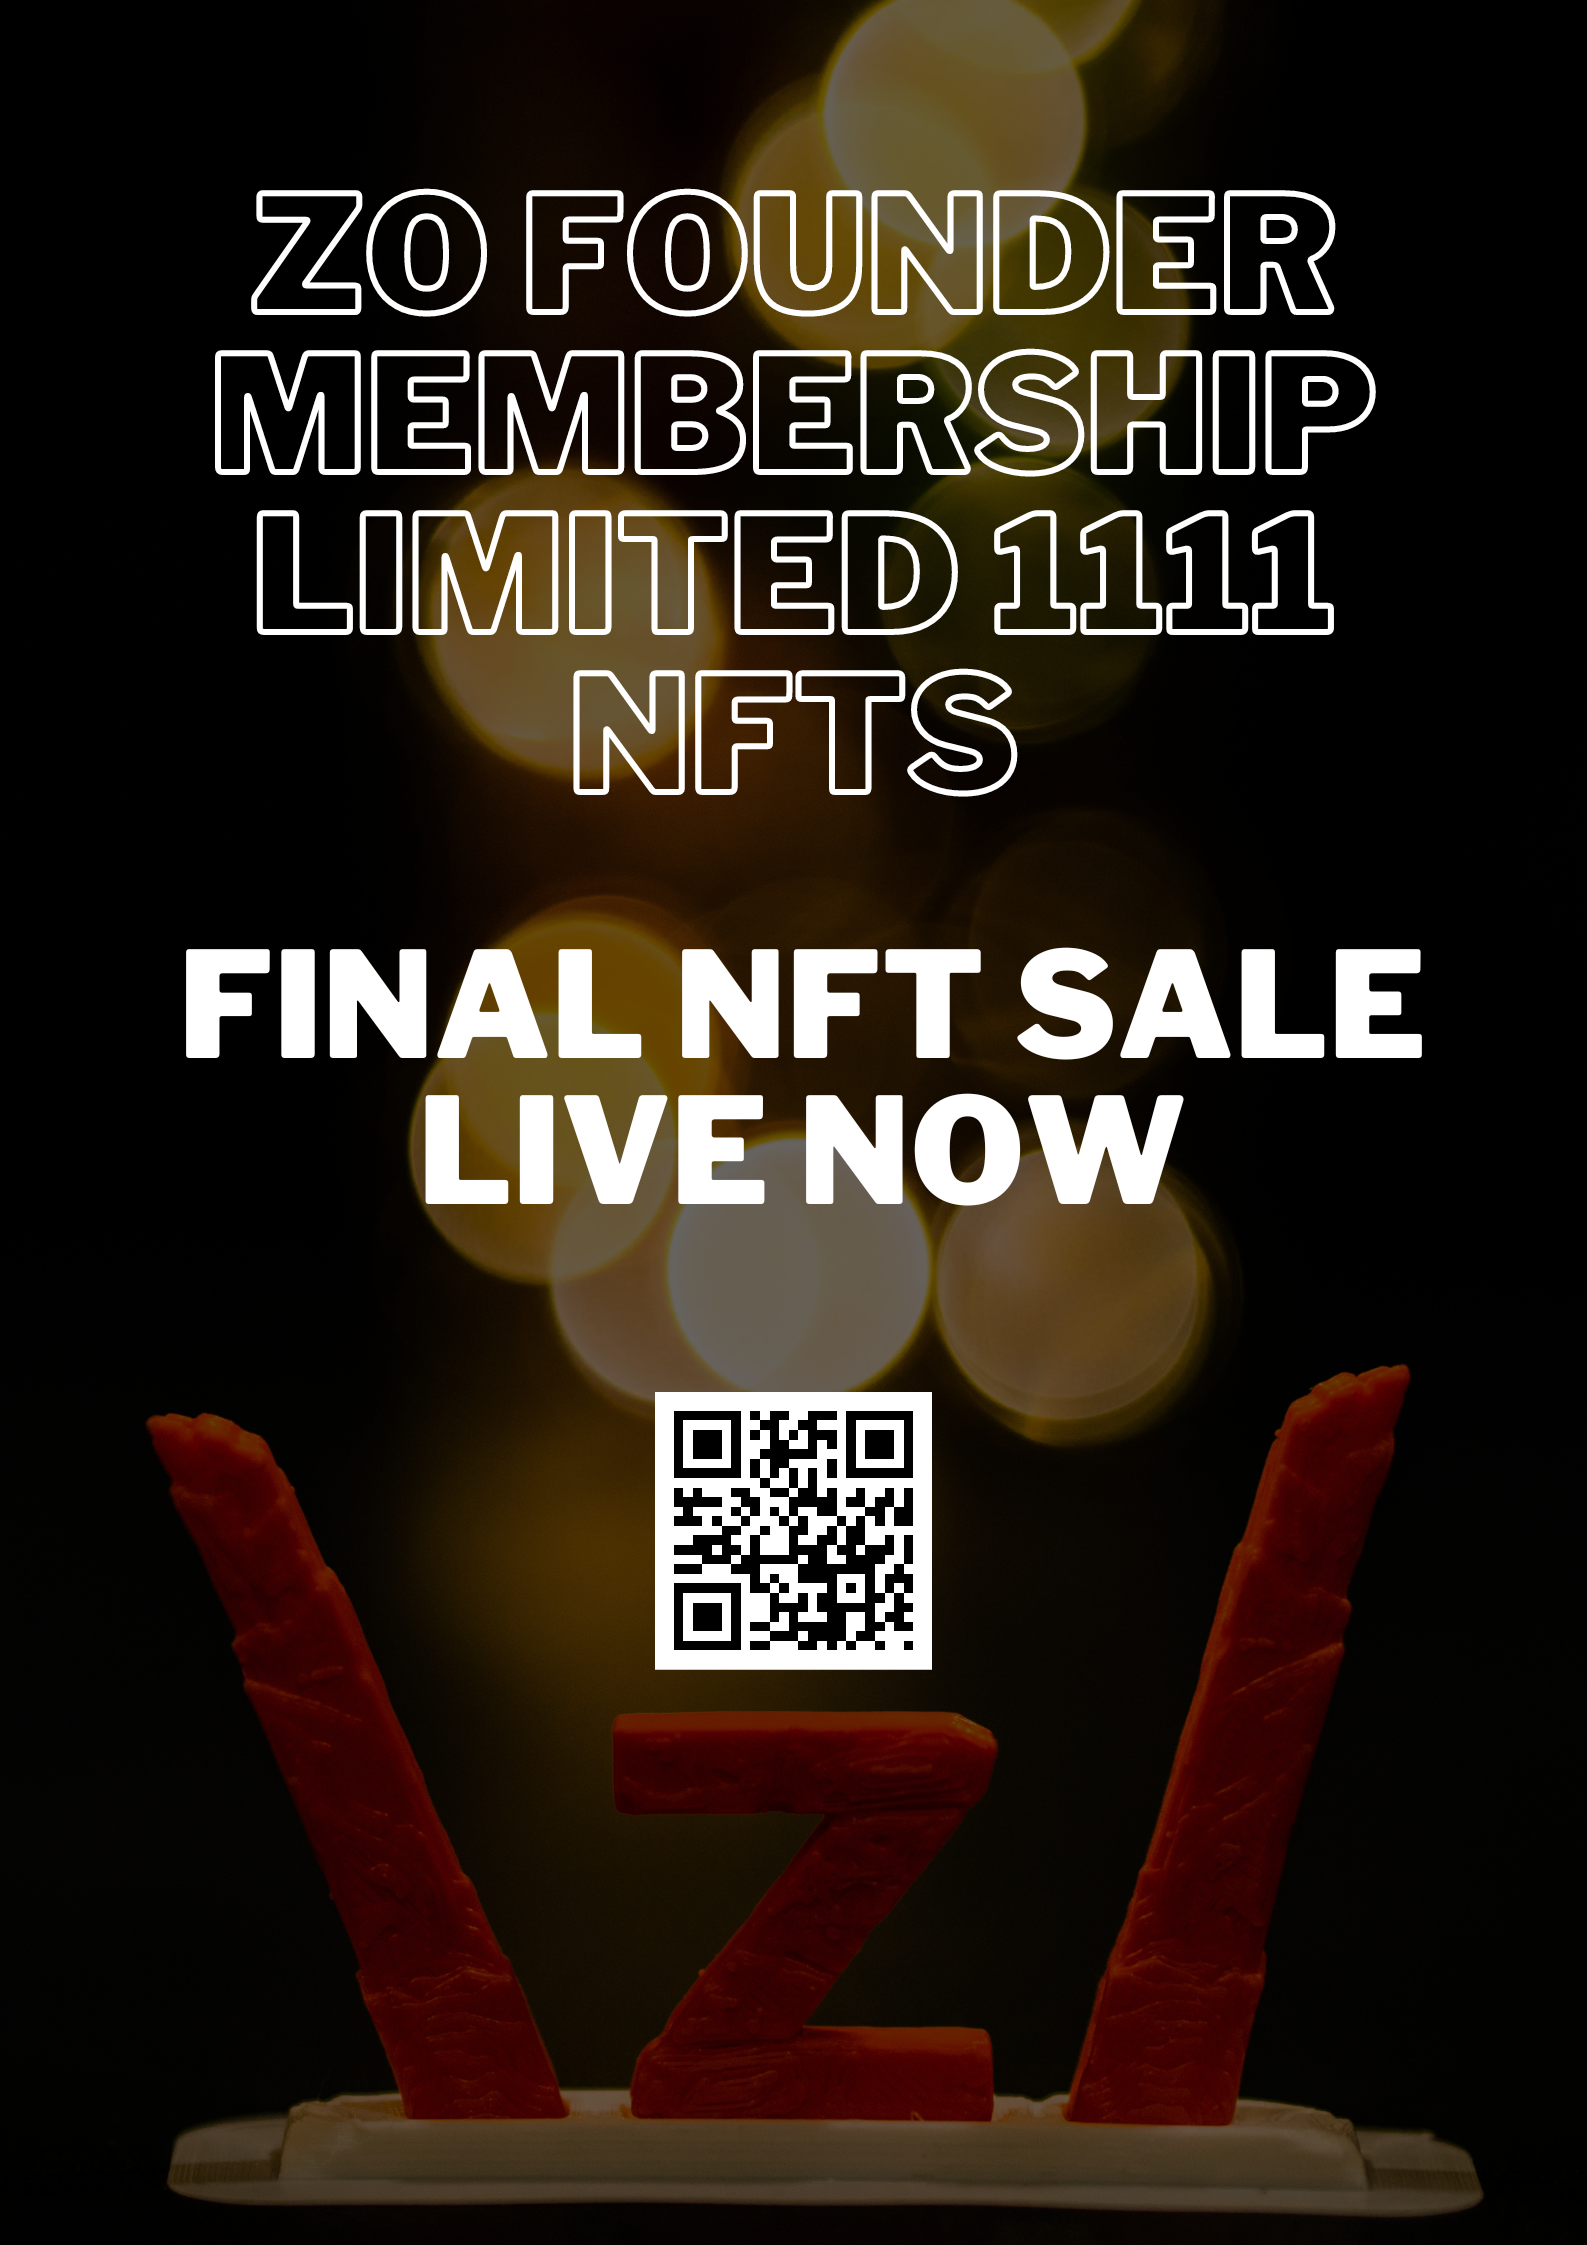 ZO FOUNDER
MEMBERSHIP
LIMITED 1111
NFTS
FINAL NFT SALE
LIVE NOW
\Z/